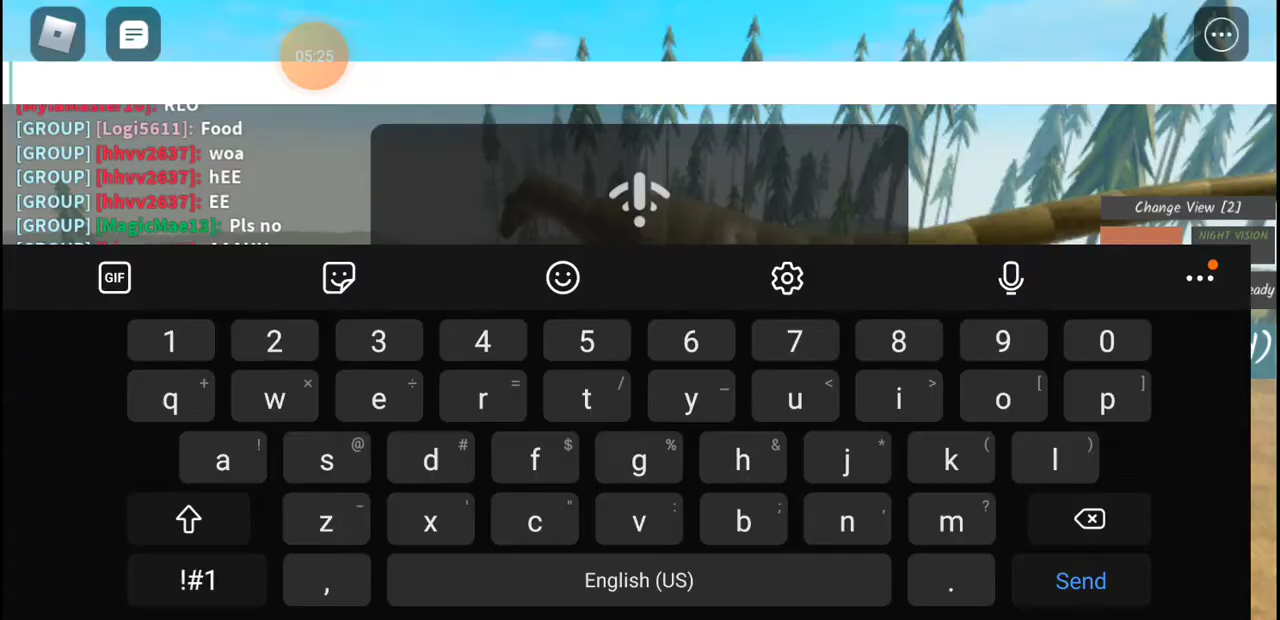 05:25
REO
[GROUP] [Logi5611]: Food
[GROUP] [hhvv2637]: woa
[GROUP] [hhvv2637]: hEE
[GROUP] [hhvv2637]: EE
[GROUP] [MagicMae13]: Pls no
Change View [2]
NIGHT VISION
eady
GIF
1 2 3 4 5 6 7 8 9 0
q + w × e ÷ r = t / y _ u < i > o [ p ]
a ! s @ d # f $ g % h & j * k ( l )
z - x ' c " v : b ; n , m ?
!#1 , English (US) . Send